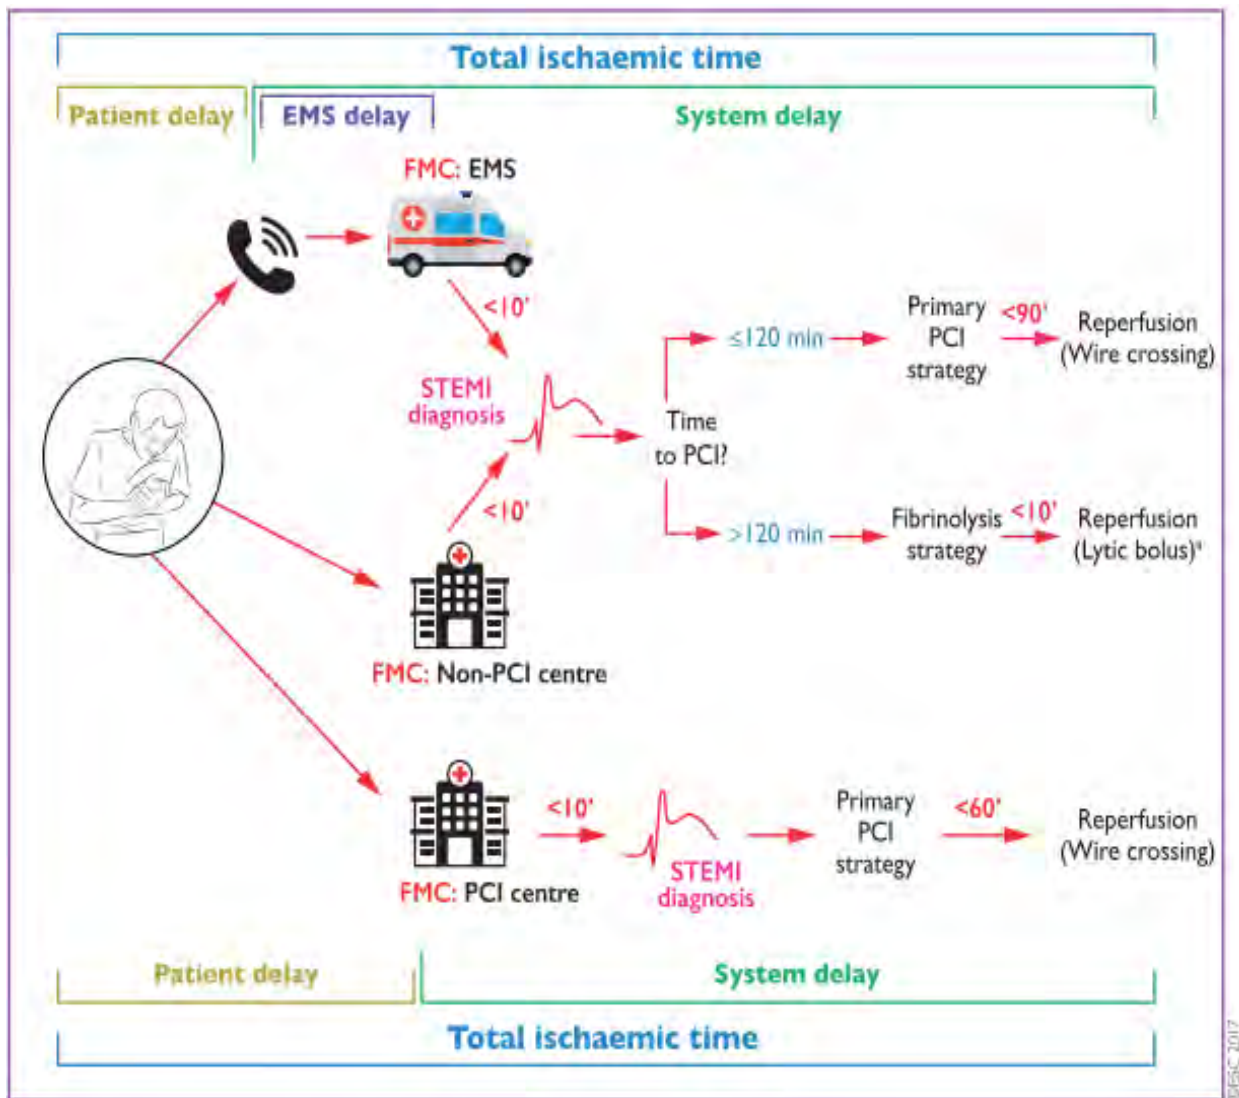 Total ischaemic time
Patient delay
EMS delay
System delay
FMC: EMS
<10'
STEMI
diagnosis
<10'
Time
to PCI?
≤120 min
Primary
PCI
strategy
<90'
Reperfusion
(Wire crossing)
>120 min
Fibrinolysis
strategy
<10'
Reperfusion
(Lytic bolus)ª
FMC: Non-PCI centre
FMC: PCI centre
<10'
STEMI
diagnosis
Primary
PCI
strategy
<60'
Reperfusion
(Wire crossing)
Patient delay
System delay
Total ischaemic time
©ESC 2017